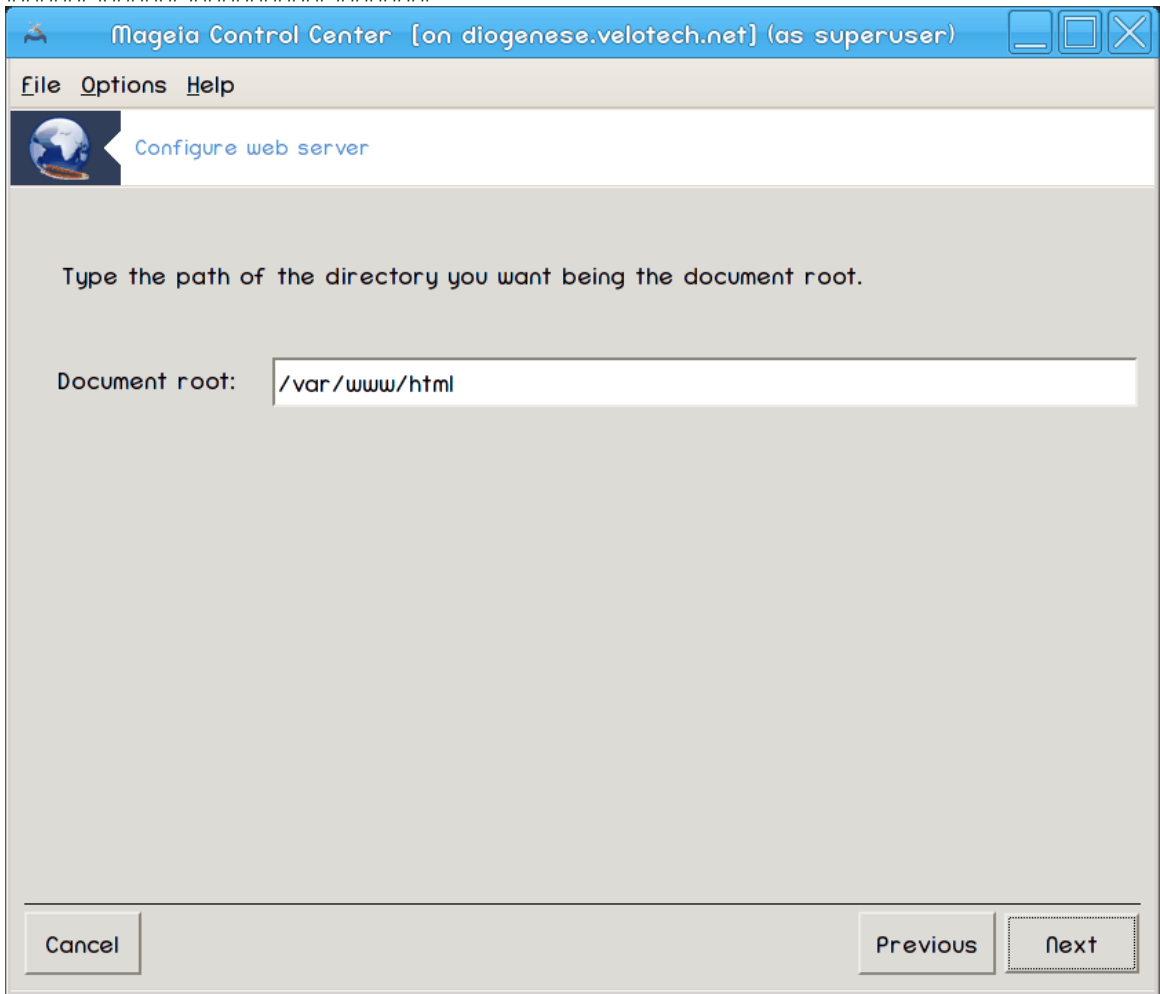 Mageia Control Center [on diogenese.velotech.net] (as superuser)
File Options Help
Configure web server
Type the path of the directory you want being the document root.
Document root: /var/www/html
Cancel Previous Next